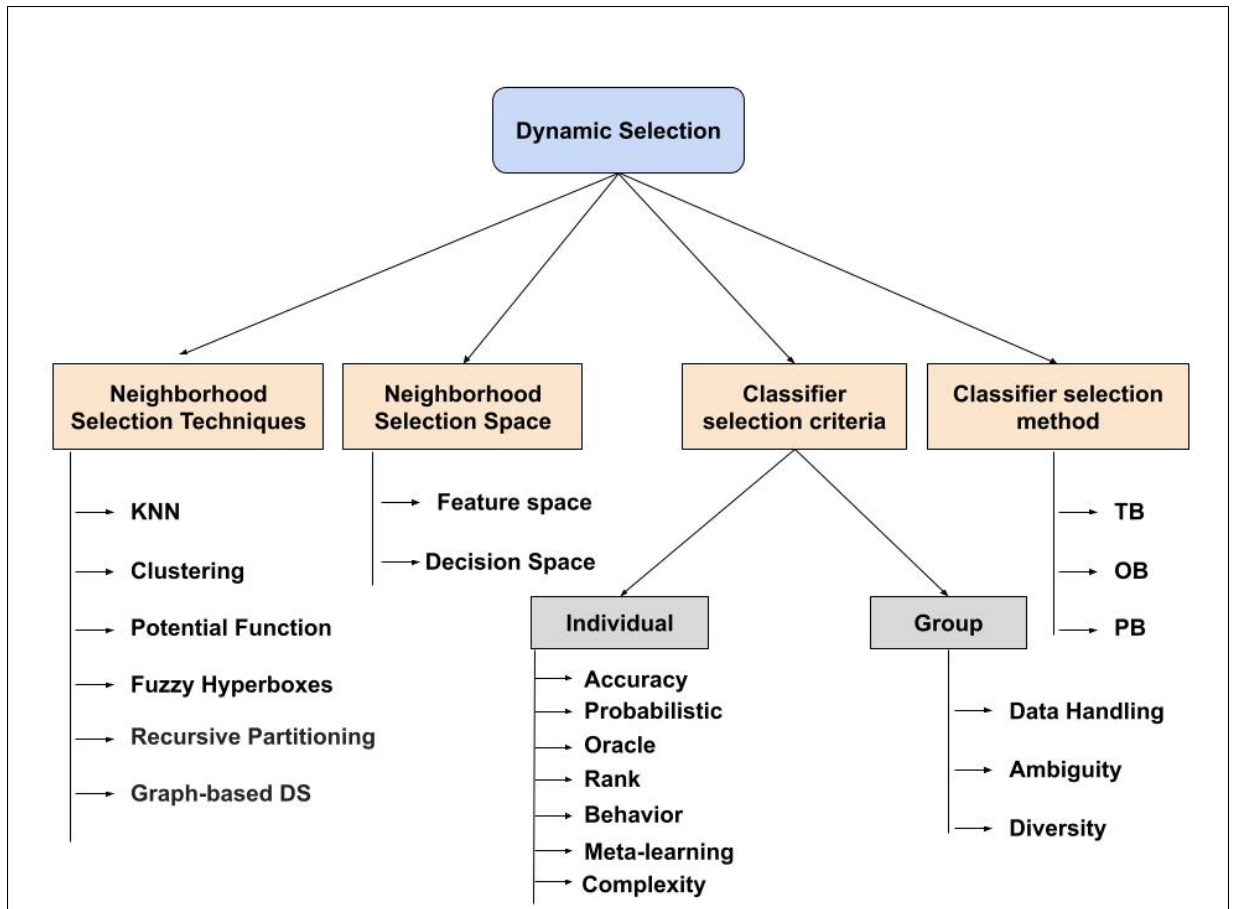 Dynamic Selection
Neighborhood
Selection Techniques
KNN
Clustering
Potential Function
Fuzzy Hyperboxes
Recursive Partitioning
Graph-based DS
Neighborhood
Selection Space
Feature space
Decision Space
Classifier
selection criteria
Individual
Accuracy
Probabilistic
Oracle
Rank
Behavior
Meta-learning
Complexity
Group
Data Handling
Ambiguity
Diversity
Classifier selection
method
TB
OB
PB